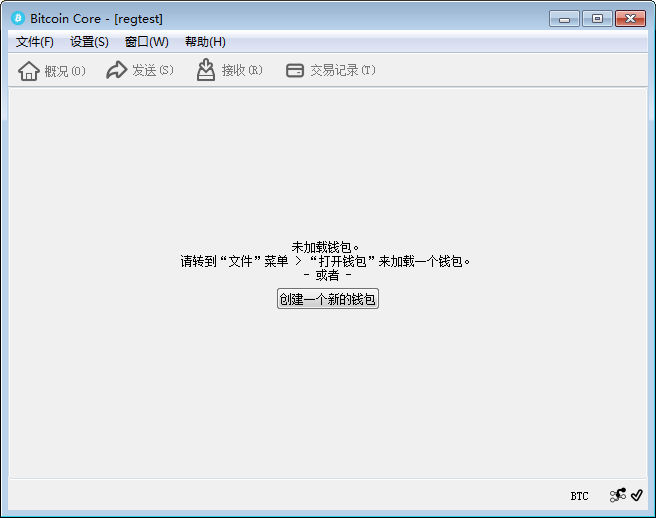 Bitcoin Core - [regtest]
文件(F) 设置(S) 窗口(W) 帮助(H)
概况(O) 发送(S) 接收(R) 交易记录(T)
未加载钱包。
请转到“文件”菜单 > “打开钱包”来加载一个钱包。
- 或者 -
创建一个新的钱包
BTC